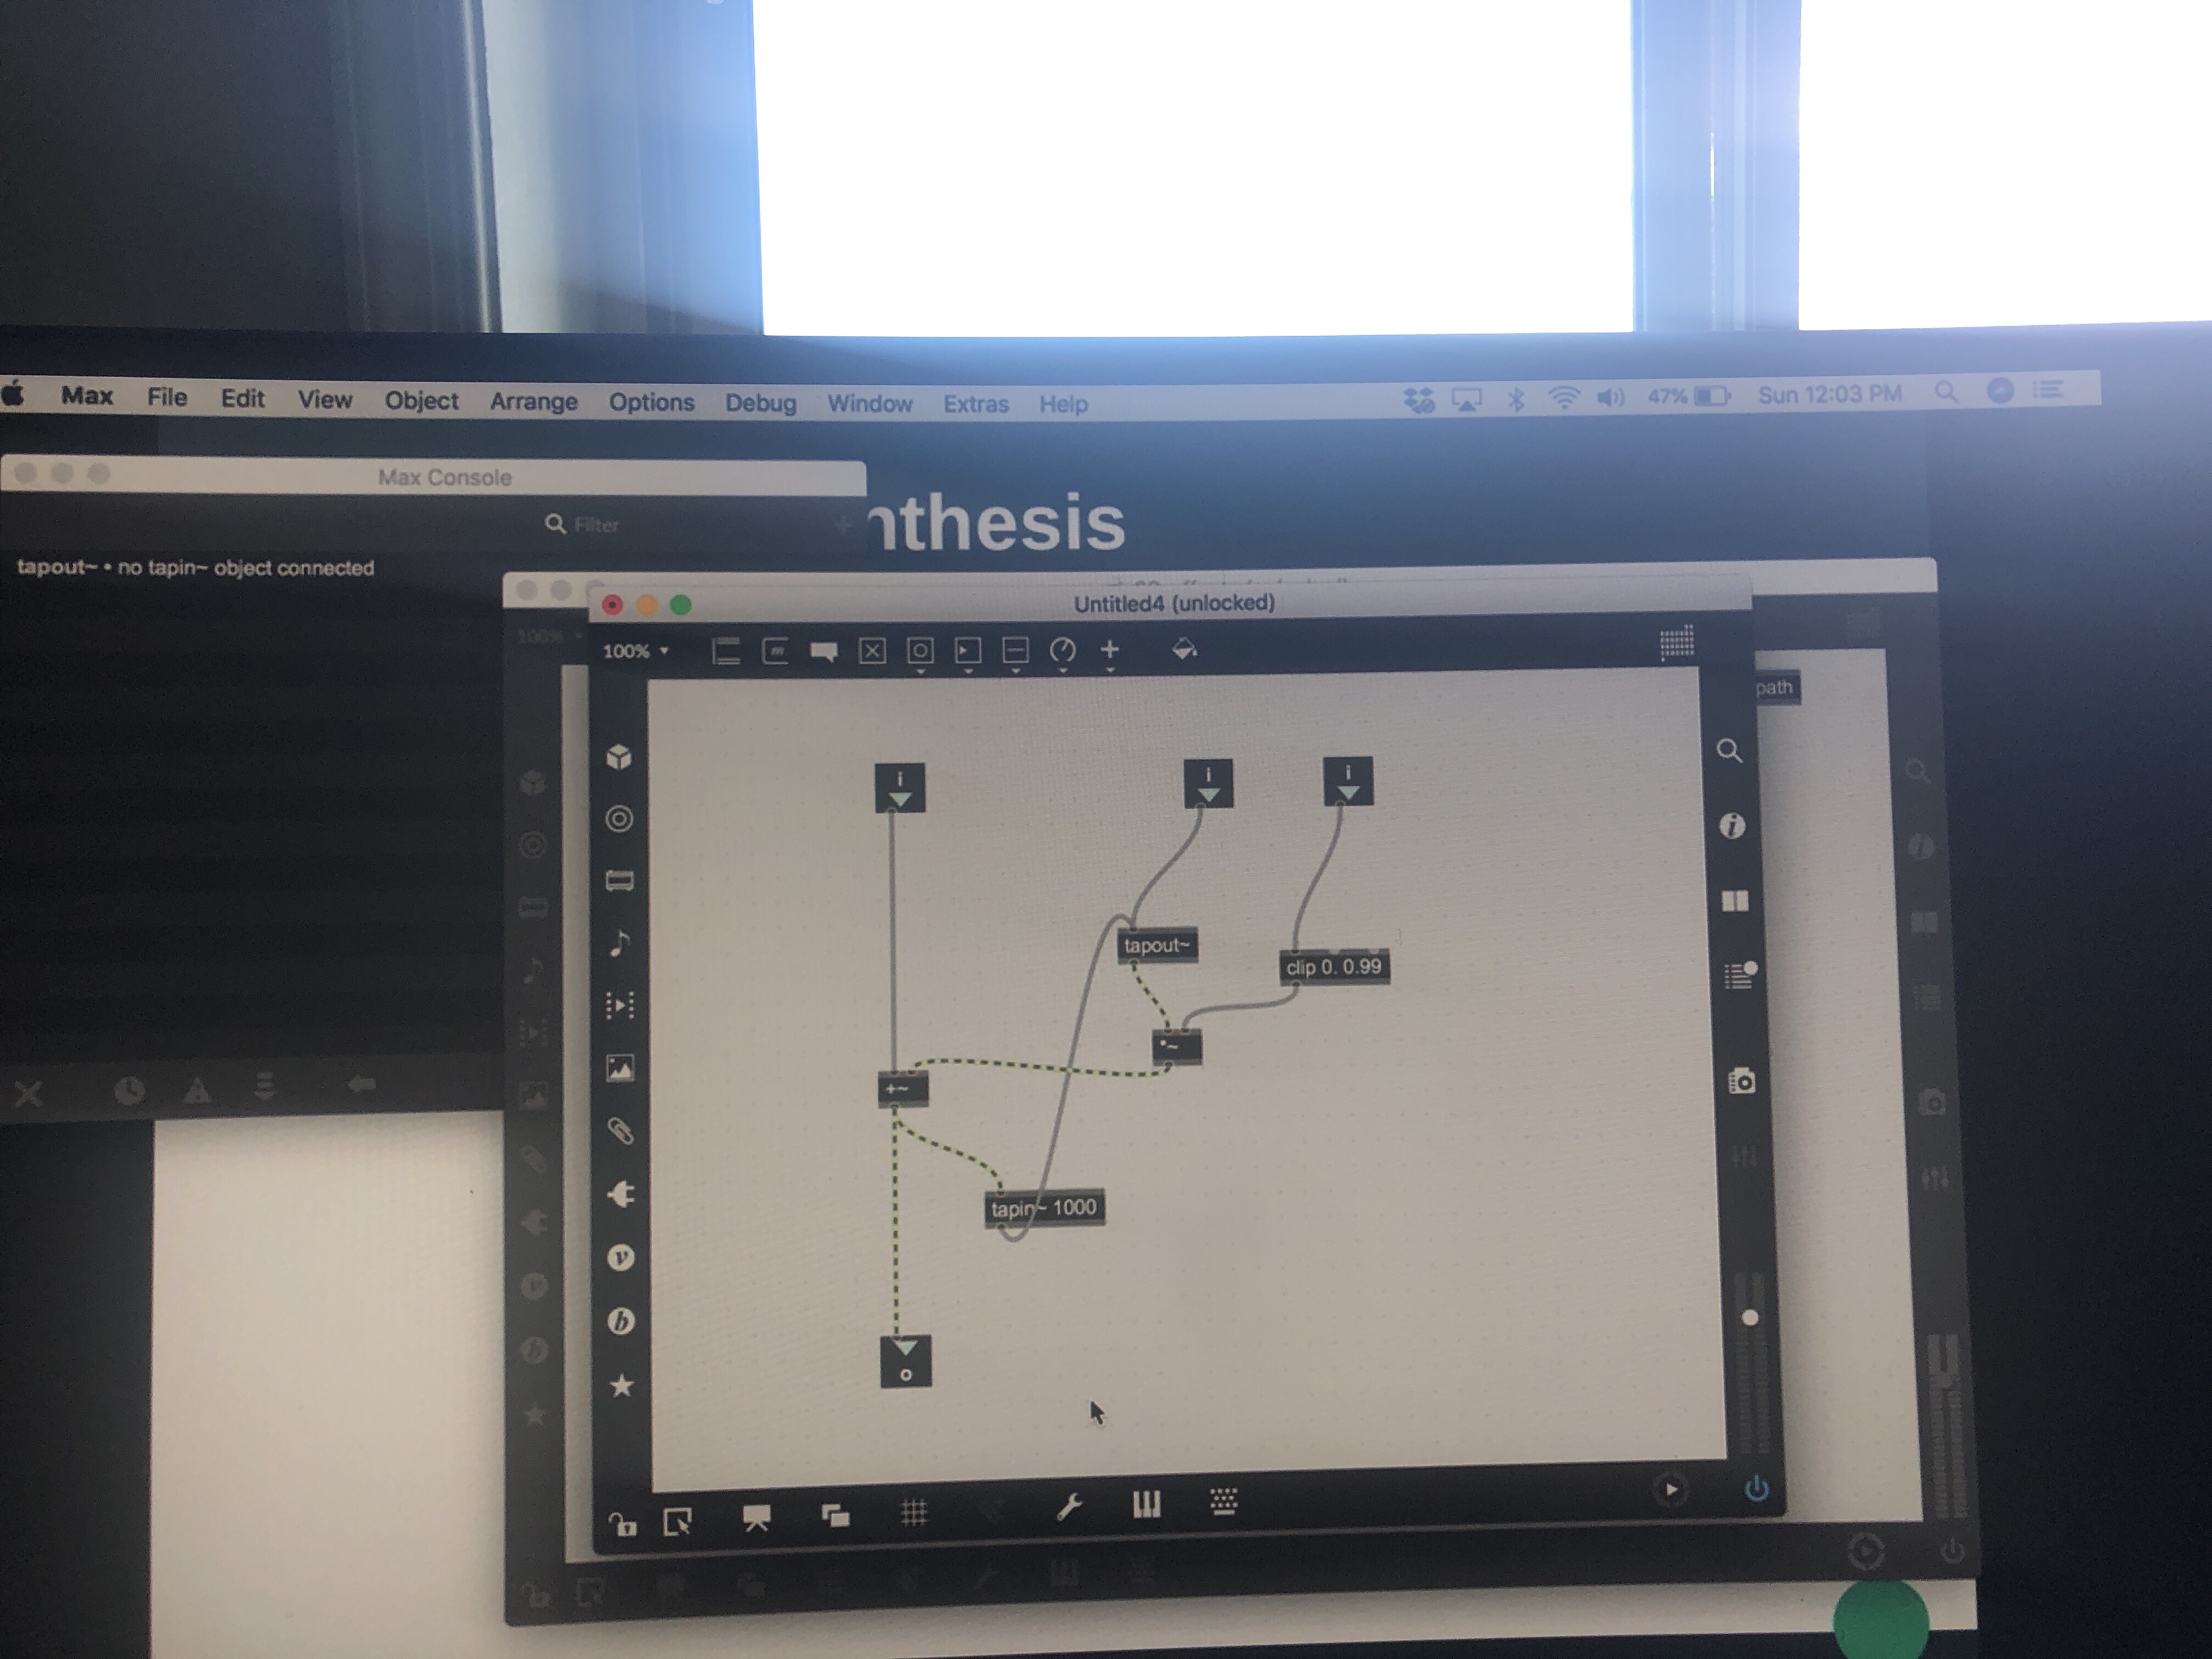 Max File Edit View Object Arrange Options Debug Window Extras Help 47% Sun 12:03 PM
Max Console
Filter
nthesis
tapout~ • no tapin~ object connected
Untitled4 (unlocked)
100%
100%
path
i i i
tapout~
clip 0. 0.99
*~
+~
tapin~ 1000
o